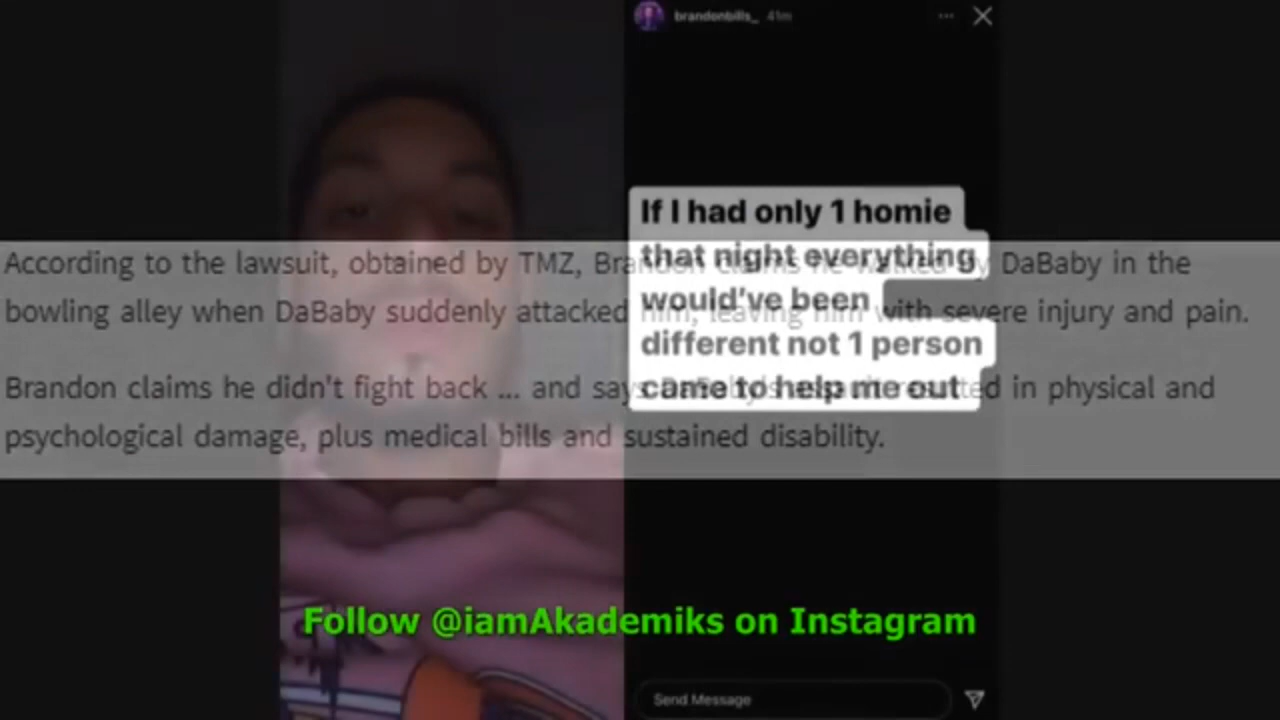 brandonbills_ 41m
If I had only 1 homie
that night everything
would've been
different not 1 person
came to help me out
According to the lawsuit, obtained by TMZ, Brandon claims he walked by DaBaby in the
bowling alley when DaBaby suddenly attacked him, leaving him with severe injury and pain.
Brandon claims he didn't fight back ... and says DaBaby's assault resulted in physical and
psychological damage, plus medical bills and sustained disability.
Follow @iamAkademiks on Instagram
Send Message